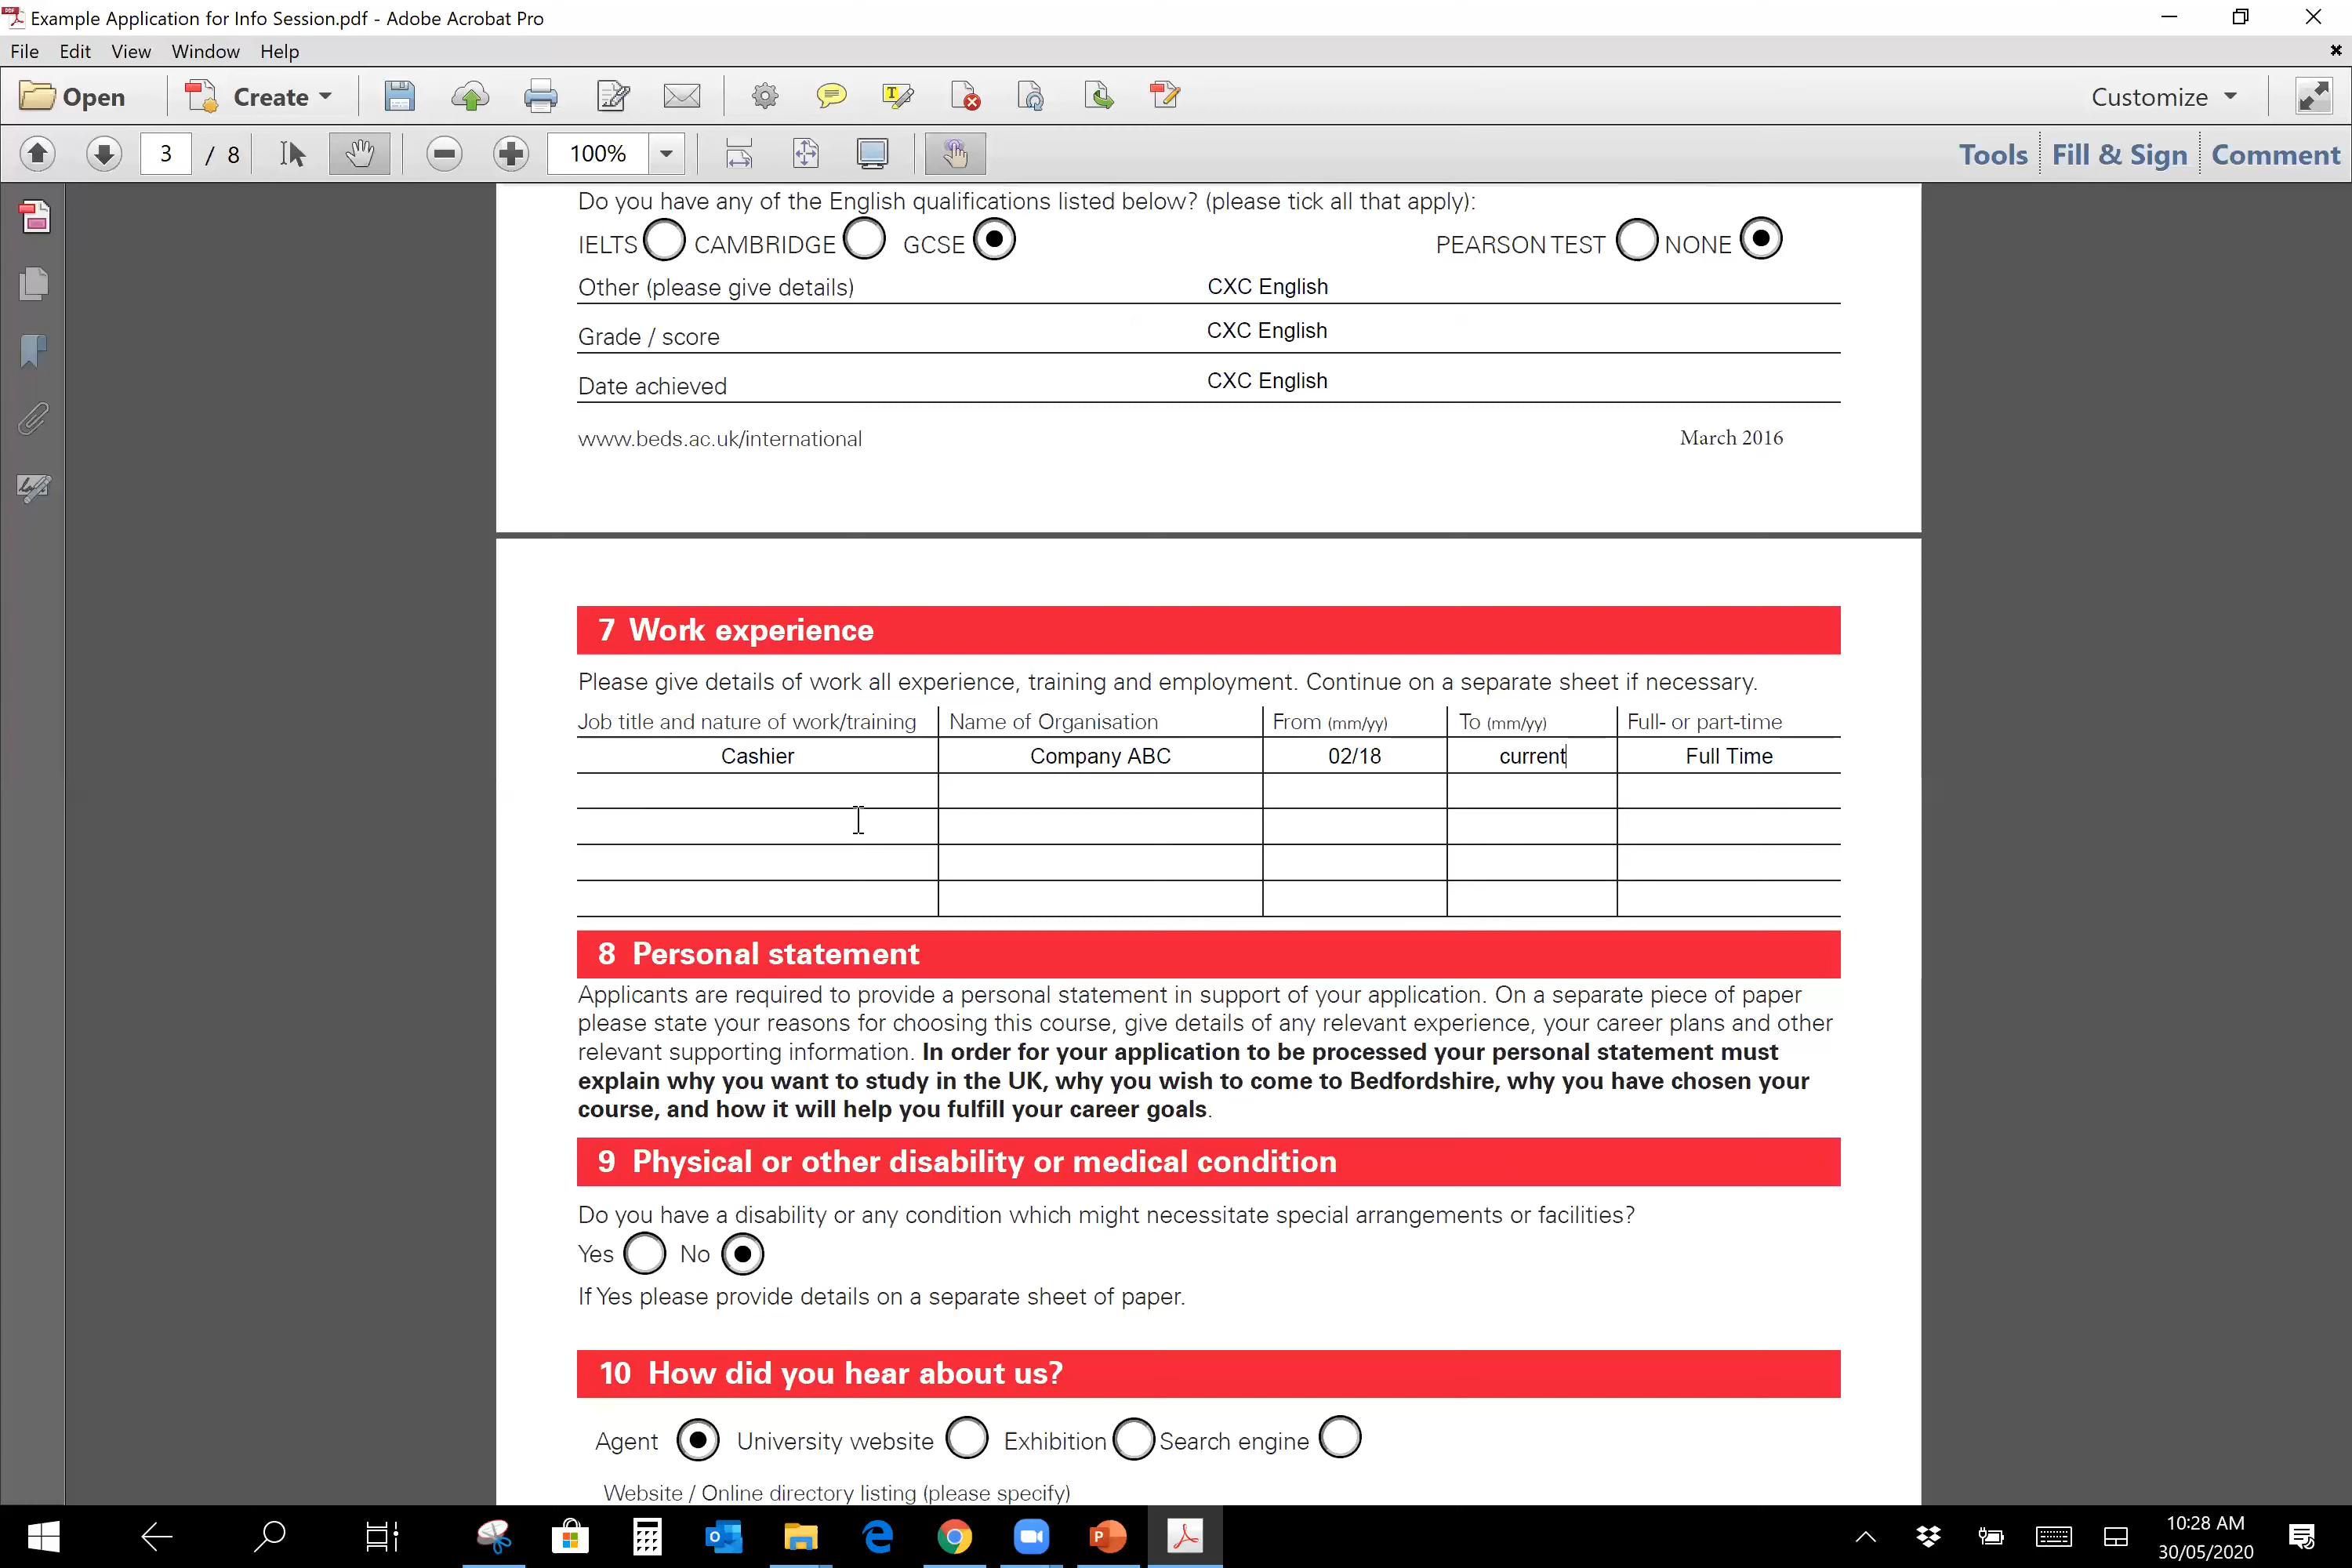 Example Application for Info Session.pdf - Adobe Acrobat Pro
File Edit View Window Help
Open Create Customize
3 / 8 100% Tools Fill & Sign Comment
Do you have any of the English qualifications listed below? (please tick all that apply):
IELTS CAMBRIDGE GCSE PEARSON TEST NONE
Other (please give details) CXC English
Grade / score CXC English
Date achieved CXC English
www.beds.ac.uk/international March 2016
7 Work experience
Please give details of work all experience, training and employment. Continue on a separate sheet if necessary.
Job title and nature of work/training Name of Organisation From (mm/yy) To (mm/yy) Full- or part-time
Cashier Company ABC 02/18 current Full Time
8 Personal statement
Applicants are required to provide a personal statement in support of your application. On a separate piece of paper
please state your reasons for choosing this course, give details of any relevant experience, your career plans and other
relevant supporting information. In order for your application to be processed your personal statement must
explain why you want to study in the UK, why you wish to come to Bedfordshire, why you have chosen your
course, and how it will help you fulfill your career goals.
9 Physical or other disability or medical condition
Do you have a disability or any condition which might necessitate special arrangements or facilities?
Yes No
If Yes please provide details on a separate sheet of paper.
10 How did you hear about us?
Agent University website Exhibition Search engine
Website / Online directory listing (please specify)
10:28 AM
30/05/2020